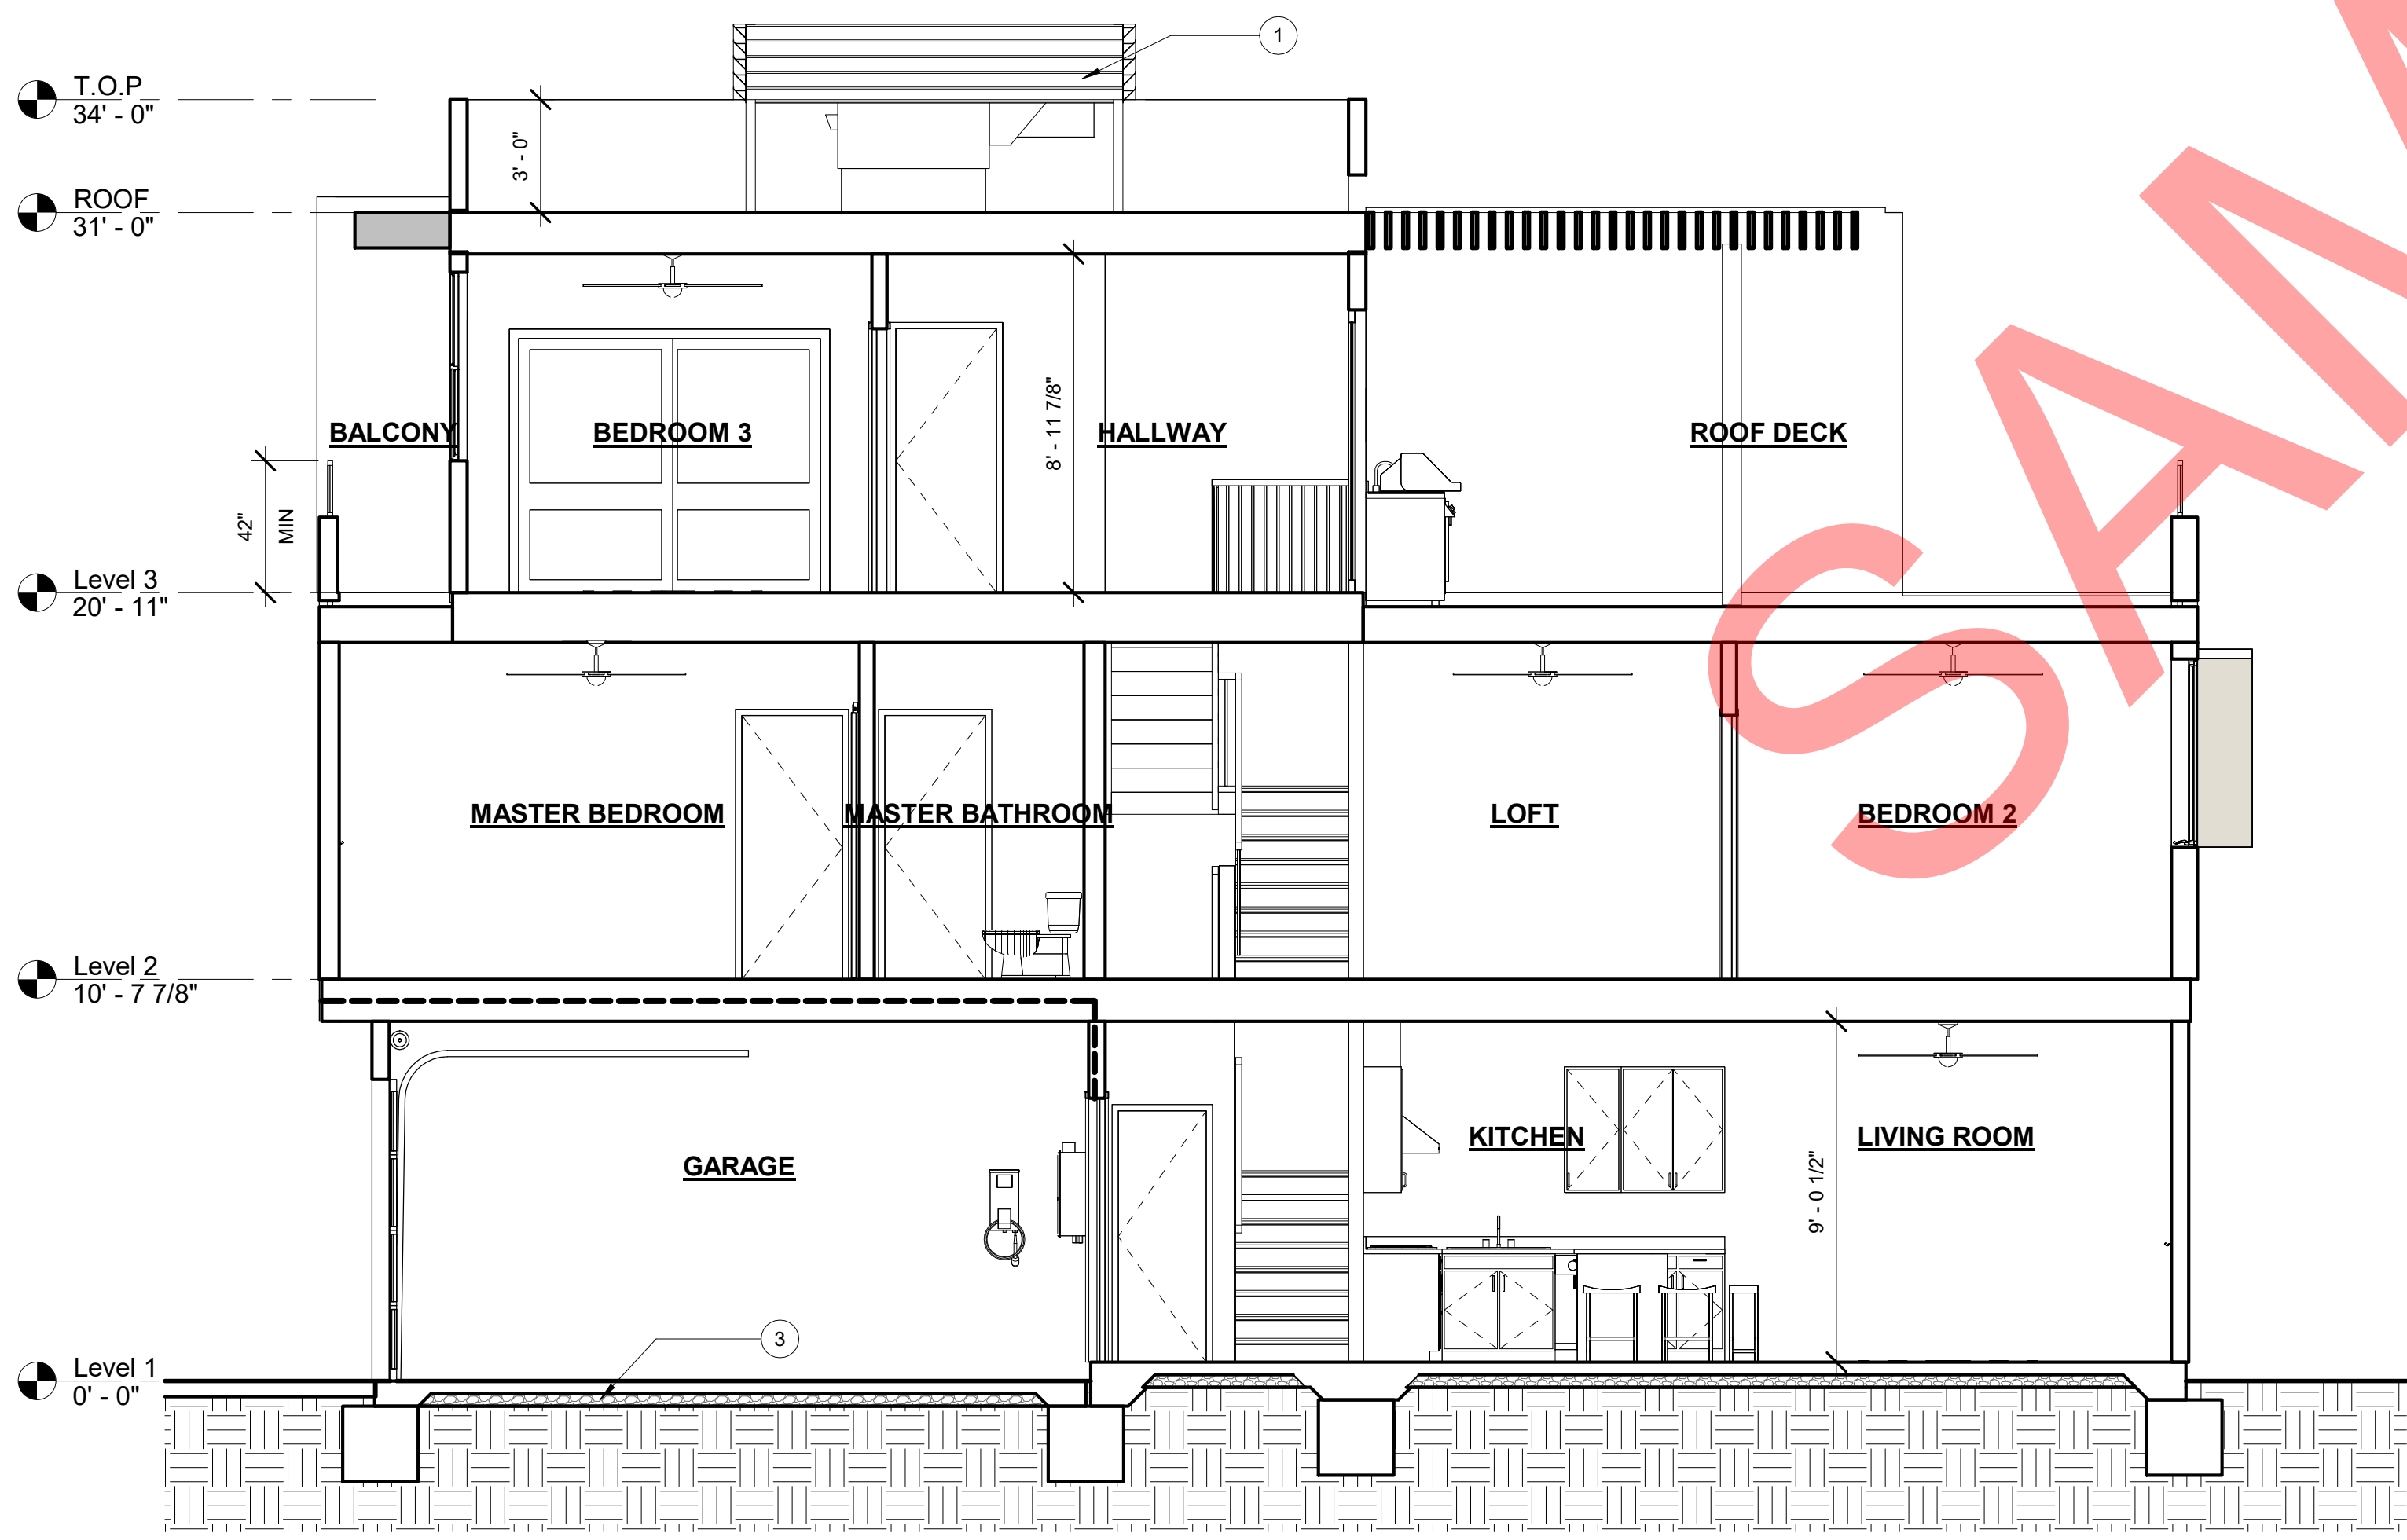 1
T.O.P
34' - 0"
3' - 0"
ROOF
31' - 0"
8' - 11 7/8"
BALCONY
BEDROOM 3
HALLWAY
ROOF DECK
42"
MIN
Level 3
20' - 11"
MASTER BEDROOM
MASTER BATHROOM
LOFT
BEDROOM 2
Level 2
10' - 7 7/8"
KITCHEN
LIVING ROOM
GARAGE
9' - 0 1/2"
3
Level 1
0' - 0"